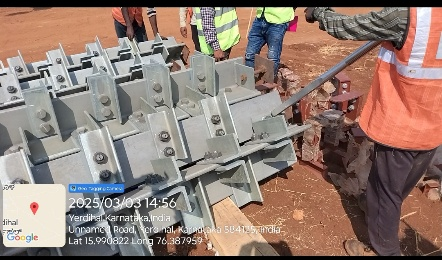 GPS Map Camera
2025/03/03 14:56
Yerdihal,Karnataka,India
Unnamed Road, Yerdihal, Karnataka 584125, India
Lat 15.990822 Long 76.387959
dihal
Google